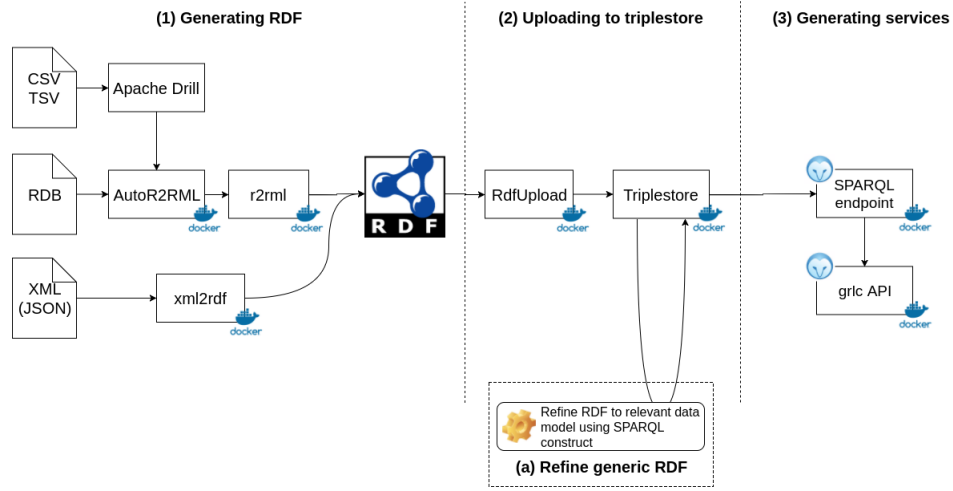 (1) Generating RDF
(2) Uploading to triplestore
(3) Generating services
CSV
TSV
Apache Drill
RDB
AutoR2RML
docker
r2rml
docker
RDF
RdfUpload
docker
Triplestore
docker
SPARQL
endpoint
docker
XML
(JSON)
xml2rdf
docker
grlc API
docker
Refine RDF to relevant data
model using SPARQL
construct
(a) Refine generic RDF